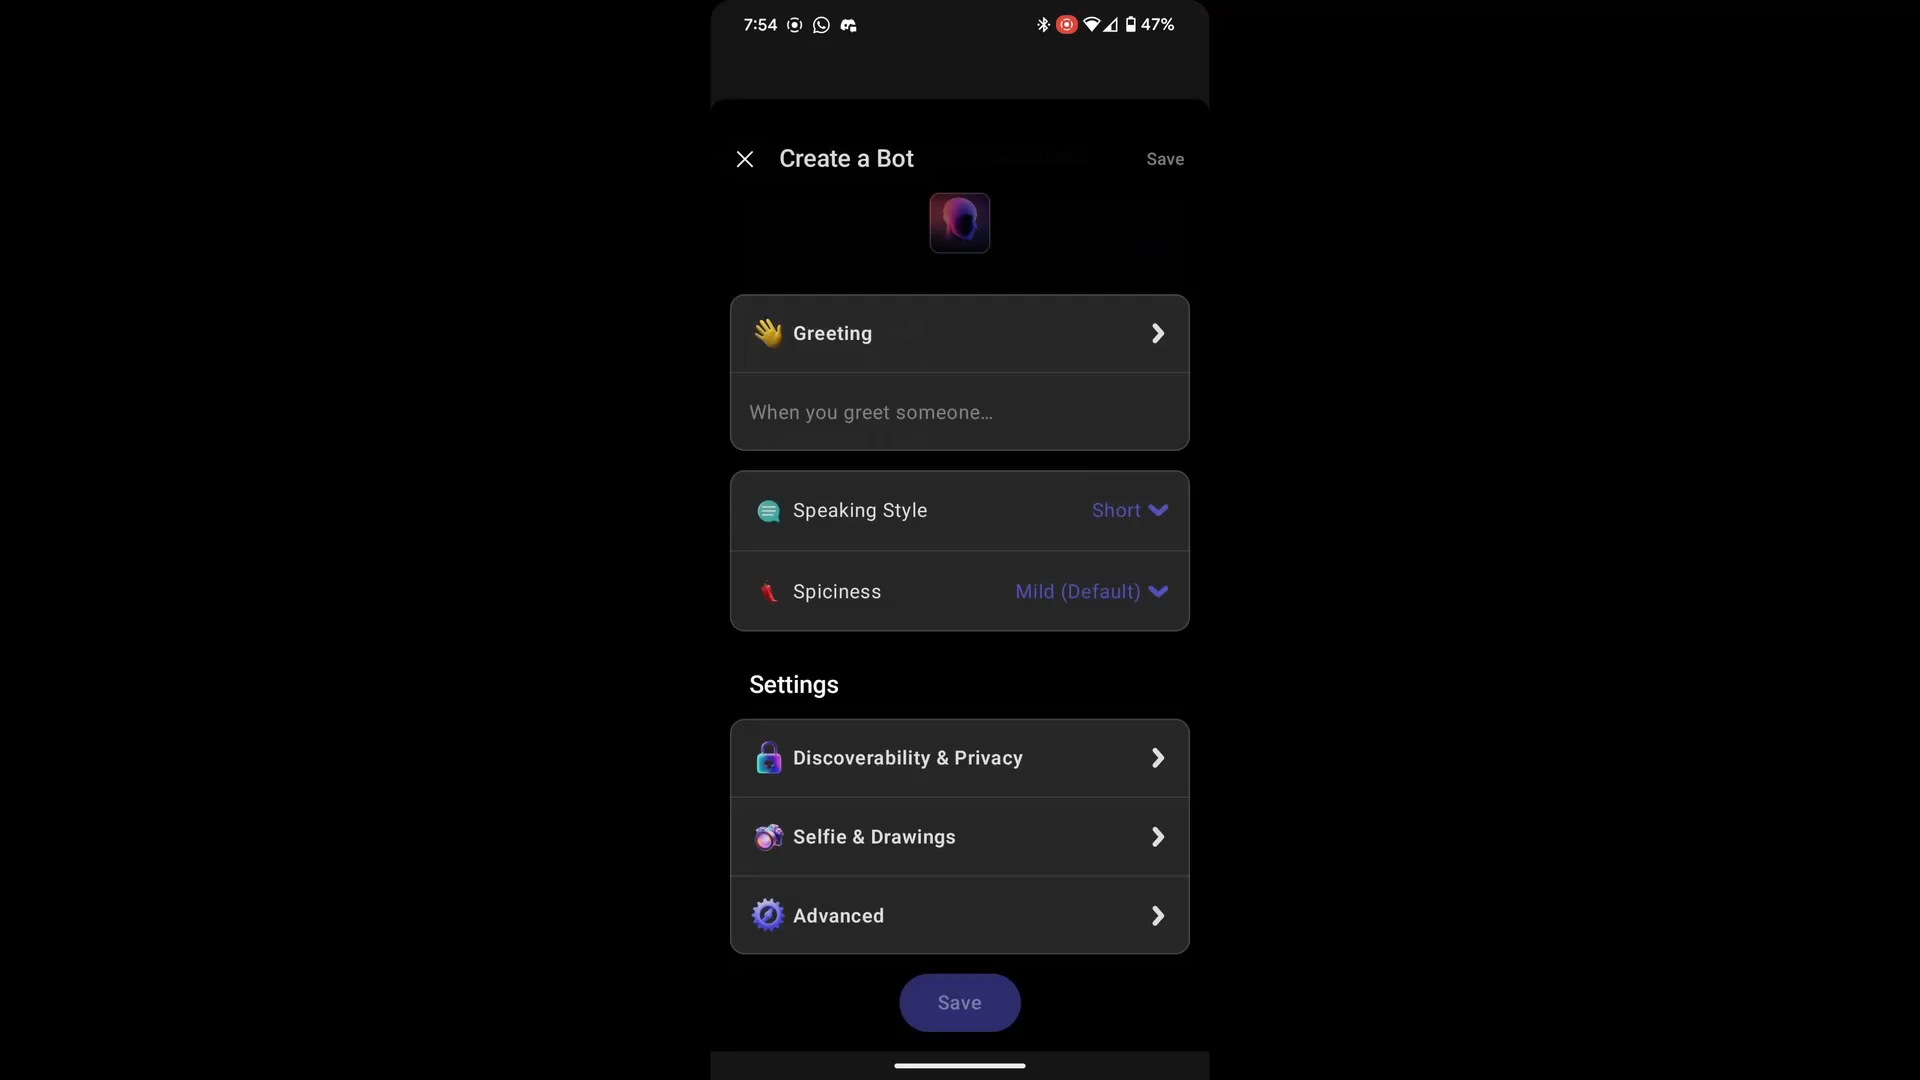 7:54
47%
Create a Bot
Save
Greeting
When you greet someone...
Speaking Style
Short
Spiciness
Mild (Default)
Settings
Discoverability & Privacy
Selfie & Drawings
Advanced
Save